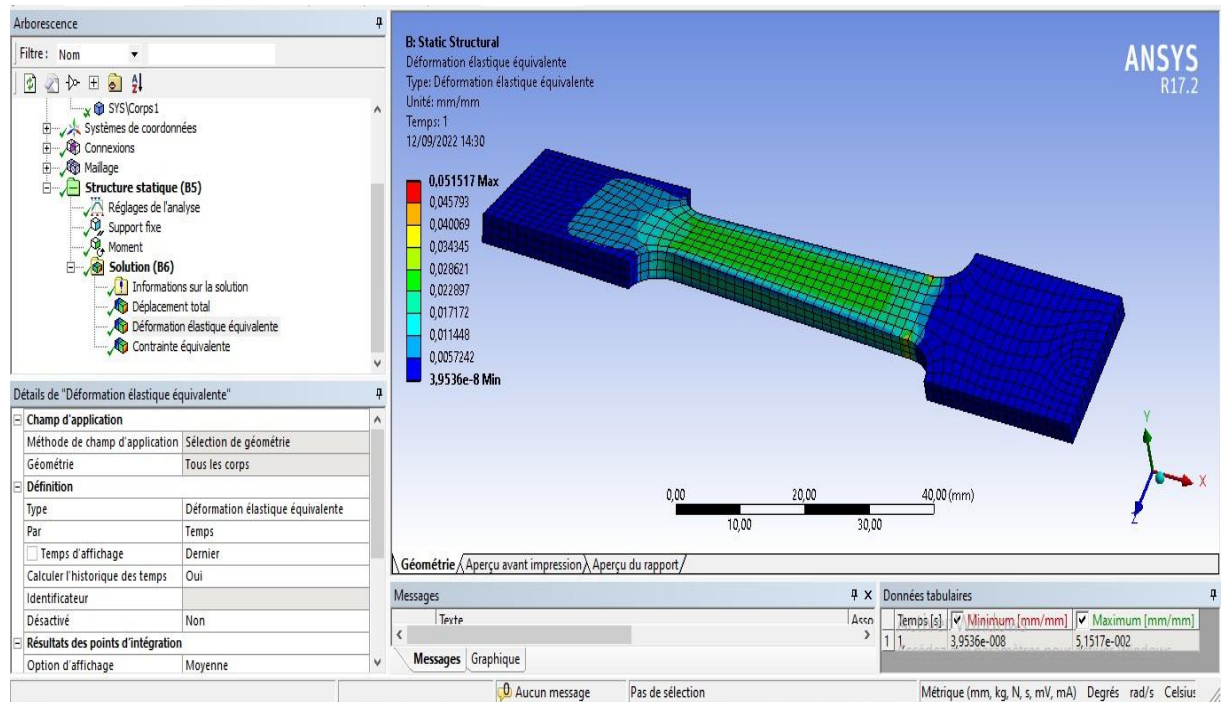 Arborescence
Filtre: Nom
SYS\Corps1
Systèmes de coordonnées
Connexions
Maillage
Structure statique (B5)
Réglages de l'analyse
Support fixe
Moment
Solution (B6)
Informations sur la solution
Déplacement total
Déformation élastique équivalente
Contrainte équivalente
Détails de "Déformation élastique équivalente"
Champ d'application
Méthode de champ d'application Sélection de géométrie
Géométrie Tous les corps
Définition
Type Déformation élastique équivalente
Par Temps
Temps d'affichage Dernier
Calculer l'historique des temps Oui
Identificateur
Désactivé Non
Résultats des points d'intégration
Option d'affichage Moyenne
B: Static Structural
Déformation élastique équivalente
Type: Déformation élastique équivalente
Unité: mm/mm
Temps: 1
12/09/2022 14:30
0,051517 Max
0,045793
0,040069
0,034345
0,028621
0,022897
0,017172
0,011448
0,0057242
3,9536e-8 Min
ANSYS
R17.2
Y
X
Z
0,00 20,00 40,00 (mm)
10,00 30,00
Géométrie Aperçu avant impression Aperçu du rapport
Messages
Texte Asso
Messages Graphique
Données tabulaires
Temps [s] Minimum [mm/mm] Maximum [mm/mm]
1 1, 3,9536e-008 5,1517e-002
0 Aucun message Pas de sélection Métrique (mm, kg, N, s, mV, mA) Degrés rad/s Celsius